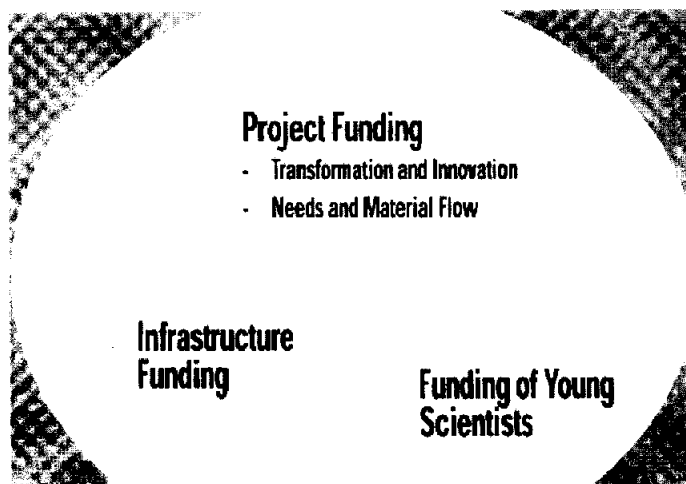 Project Funding
- Transformation and Innovation
- Needs and Material Flow
Infrastructure
Funding
Funding of Young
Scientists